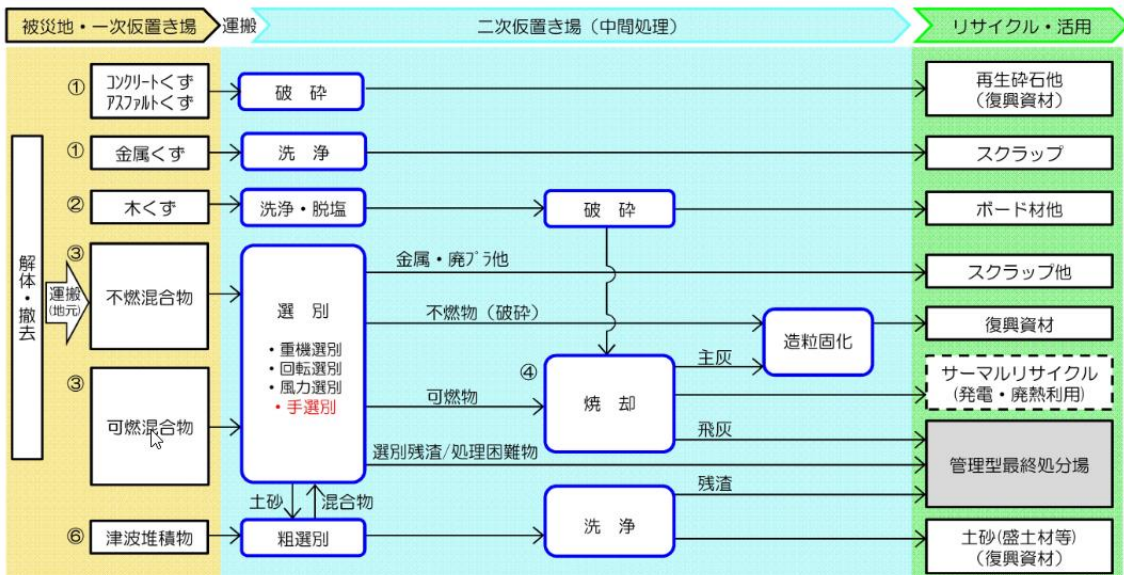 被災地・一次仮置き場
運搬
二次仮置き場（中間処理）
リサイクル・活用
①
コンクリートくず
アスファルトくず
破砕
再生砕石他
（復興資材）
①
金属くず
洗浄
スクラップ
②
木くず
洗浄・脱塩
破砕
ボード材他
解体・撤去
運搬
(地元)
③
不燃混合物
③
可燃混合物
選別
・重機選別
・回転選別
・風力選別
・手選別
金属・廃プラ他
スクラップ他
不燃物（破砕）
造粒固化
復興資材
可燃物
④
焼却
主灰
サーマルリサイクル
(発電・廃熱利用)
飛灰
選別残渣/処理困難物
管理型最終処分場
残渣
土砂
混合物
⑥
津波堆積物
粗選別
洗浄
土砂(盛土材等)
（復興資材）